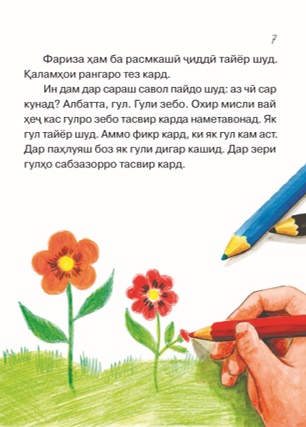 7
Фариза ҳам ба расмкашӣ ҷиддӣ тайёр шуд.
Қаламҳои рангаро тез кард.
Ин дам дар сараш савол пайдо шуд: аз чӣ сар
кунад? Албатта, гул. Гули зебо. Охир мисли вай
ҳеҷ кас гулро зебо тасвир карда наметавонад. Як
гул тайёр шуд. Аммо фикр кард, ки як гул кам аст.
Дар паҳлуяш боз як гули дигар кашид. Дар зери
гулҳо сабзазорро тасвир кард.